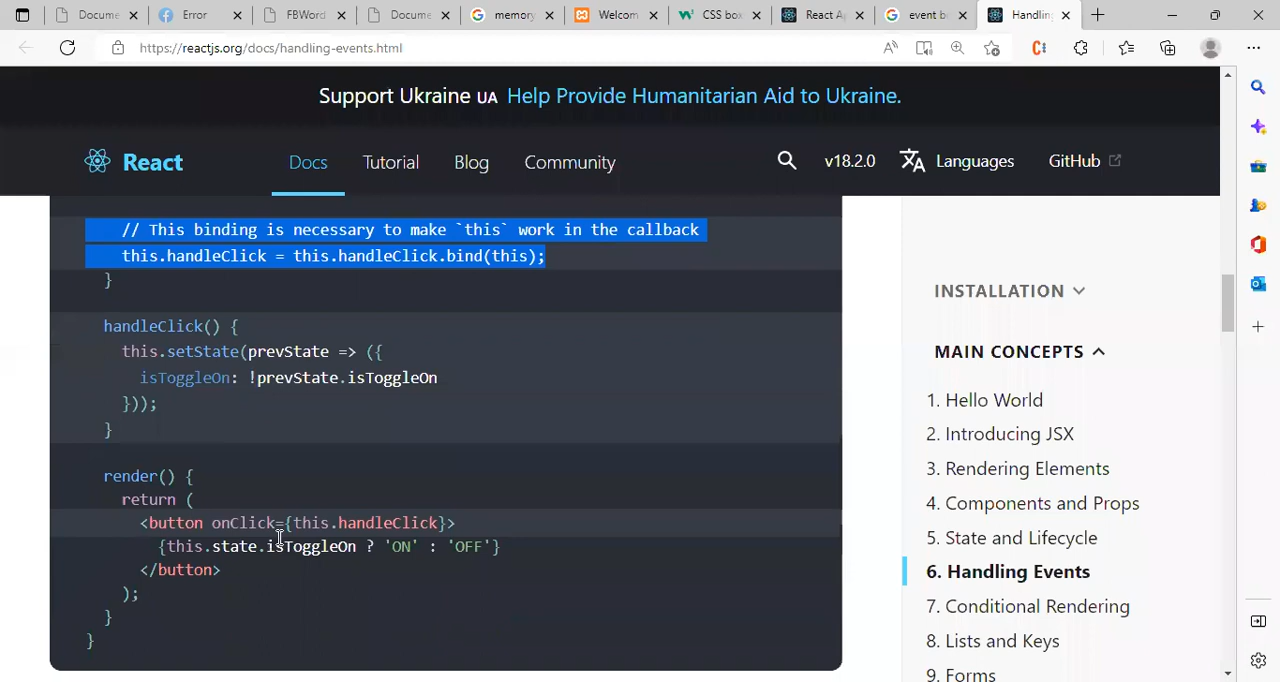 Docume
Error
FBWord
Docume
memory
Welcom
CSS box
React Ap
event bi
Handling
https://reactjs.org/docs/handling-events.html
Support Ukraine UA Help Provide Humanitarian Aid to Ukraine.
React
Docs
Tutorial
Blog
Community
v18.2.0
Languages
GitHub
// This binding is necessary to make `this` work in the callback
this.handleClick = this.handleClick.bind(this);
}
handleClick() {
this.setState(prevState => ({
isToggleOn: !prevState.isToggleOn
}));
}
render() {
return (
<button onClick={this.handleClick}>
{this.state.isToggleOn ? 'ON' : 'OFF'}
</button>
);
}
}
INSTALLATION
MAIN CONCEPTS
1. Hello World
2. Introducing JSX
3. Rendering Elements
4. Components and Props
5. State and Lifecycle
6. Handling Events
7. Conditional Rendering
8. Lists and Keys
9. Forms